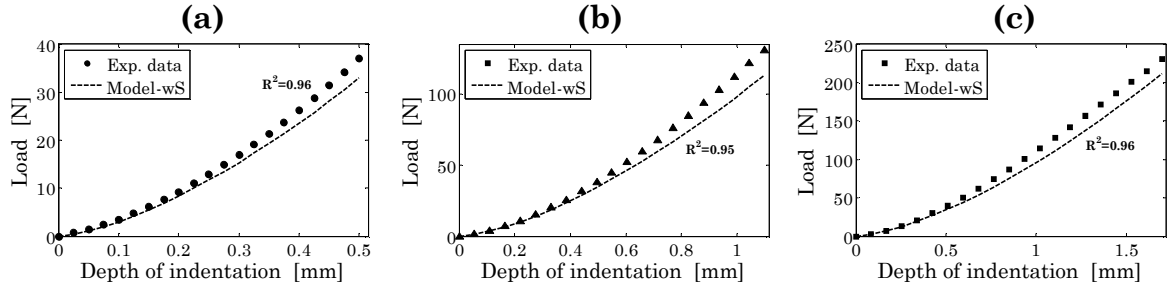 (a)
Load [N]
40
30
20
10
0
Exp. data
Model-wS
R²=0.96
0 0.1 0.2 0.3 0.4 0.5
Depth of indentation [mm]
(b)
Load [N]
100
50
0
Exp. data
Model-wS
R²=0.95
0 0.2 0.4 0.6 0.8 1
Depth of indentation [mm]
(c)
Load [N]
250
200
150
100
50
0
Exp. data
Model-wS
R²=0.96
0 0.5 1 1.5
Depth of indentation [mm]